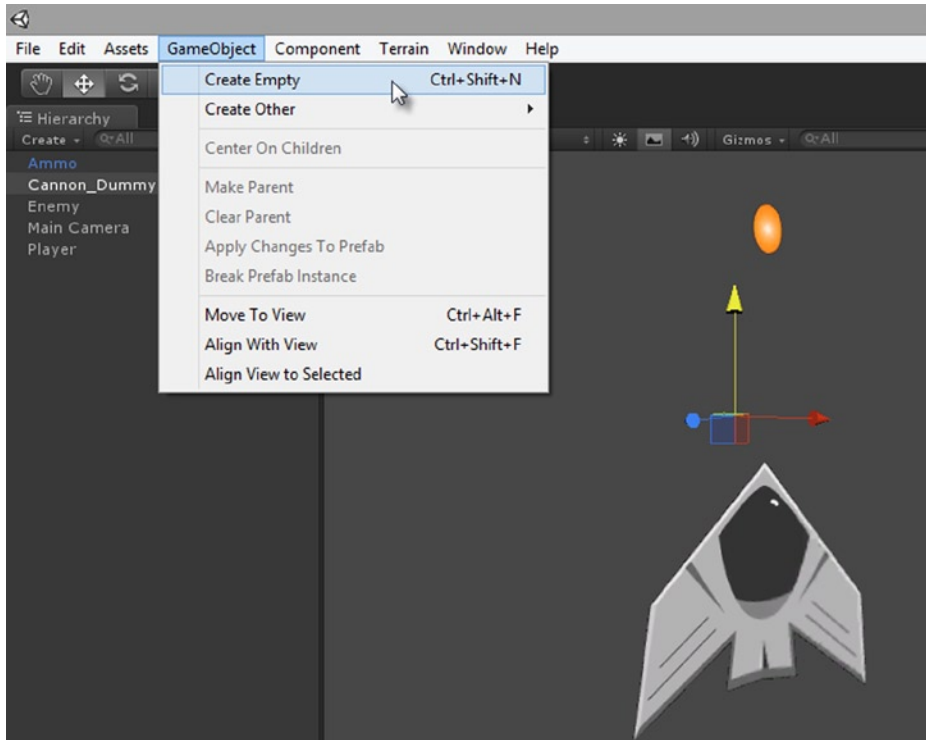 File Edit Assets GameObject Component Terrain Window Help
Create Empty Ctrl+Shift+N
Create Other
Center On Children
Make Parent
Clear Parent
Apply Changes To Prefab
Break Prefab Instance
Move To View Ctrl+Alt+F
Align With View Ctrl+Shift+F
Align View to Selected
Hierarchy
Create All
Ammo
Cannon_Dummy
Enemy
Main Camera
Player
Gizmos All